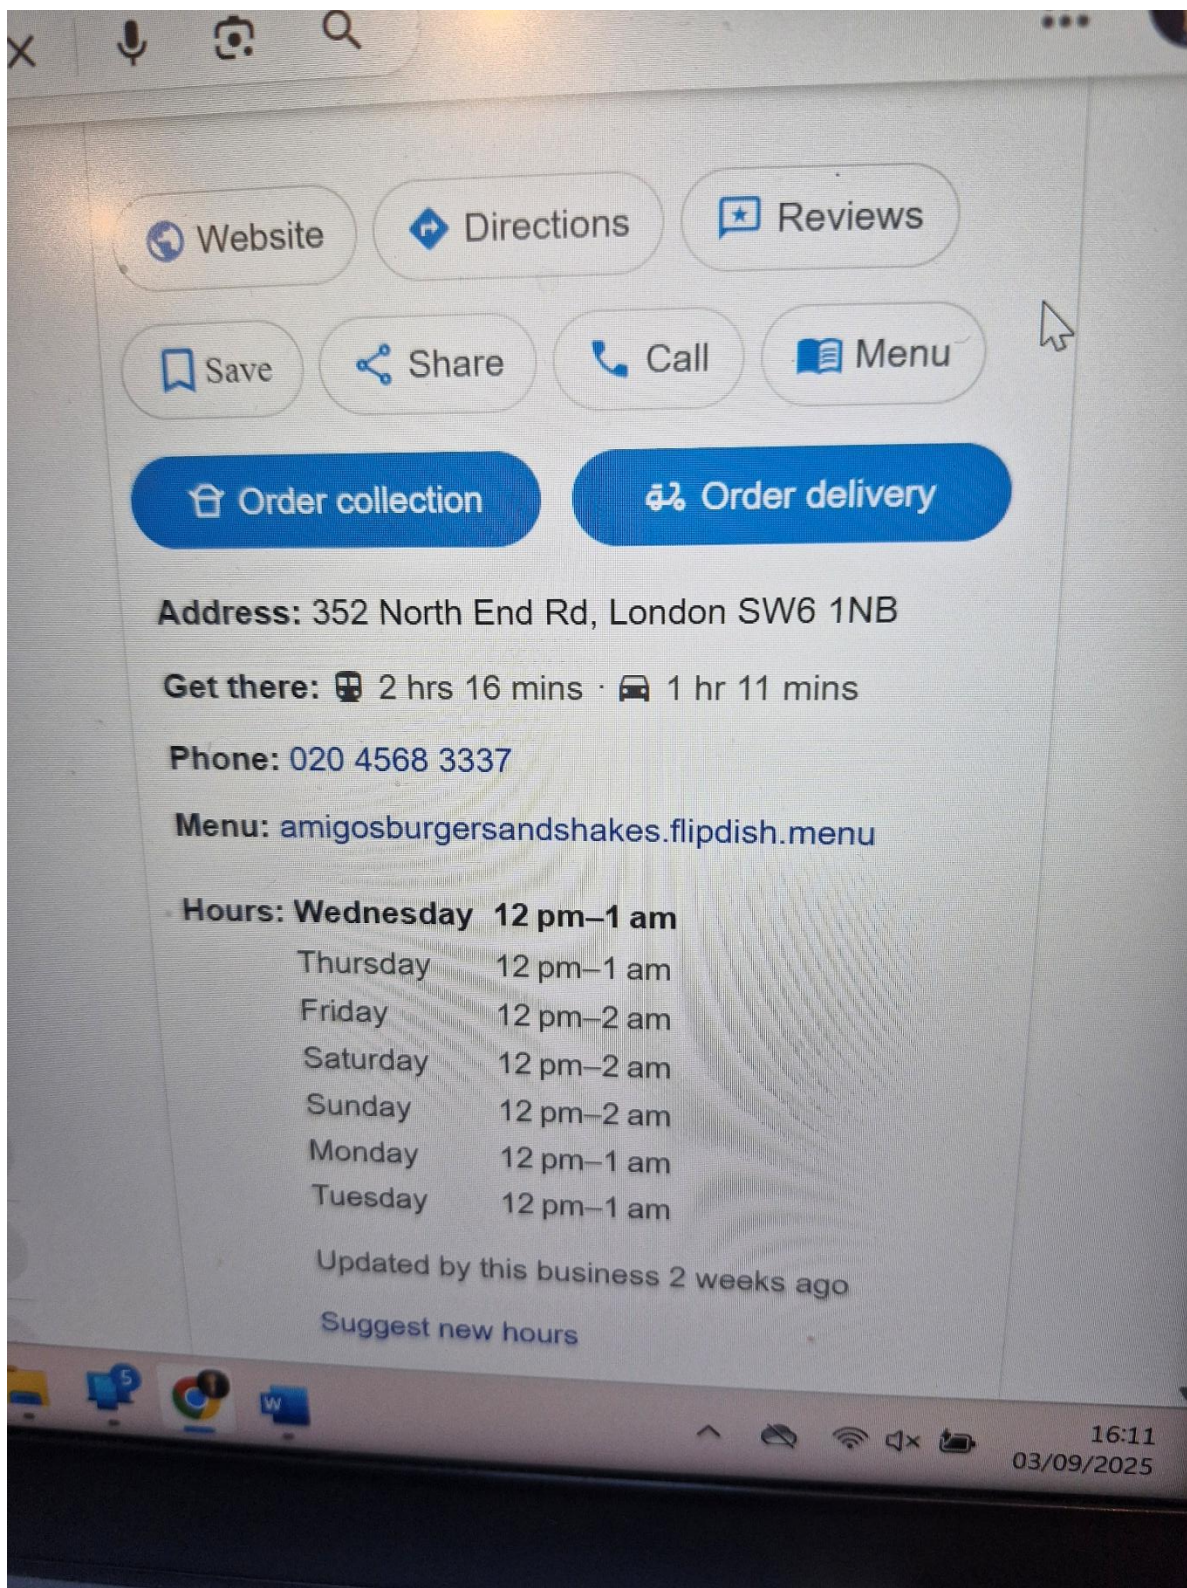 Website Directions Reviews
Save Share Call Menu
Order collection Order delivery
Address: 352 North End Rd, London SW6 1NB
Get there: 2 hrs 16 mins · 1 hr 11 mins
Phone: 020 4568 3337
Menu: amigosburgersandshakes.flipdish.menu
Hours: Wednesday 12 pm–1 am
Thursday 12 pm–1 am
Friday 12 pm–2 am
Saturday 12 pm–2 am
Sunday 12 pm–2 am
Monday 12 pm–1 am
Tuesday 12 pm–1 am
Updated by this business 2 weeks ago
Suggest new hours
5
W
16:11
03/09/2025